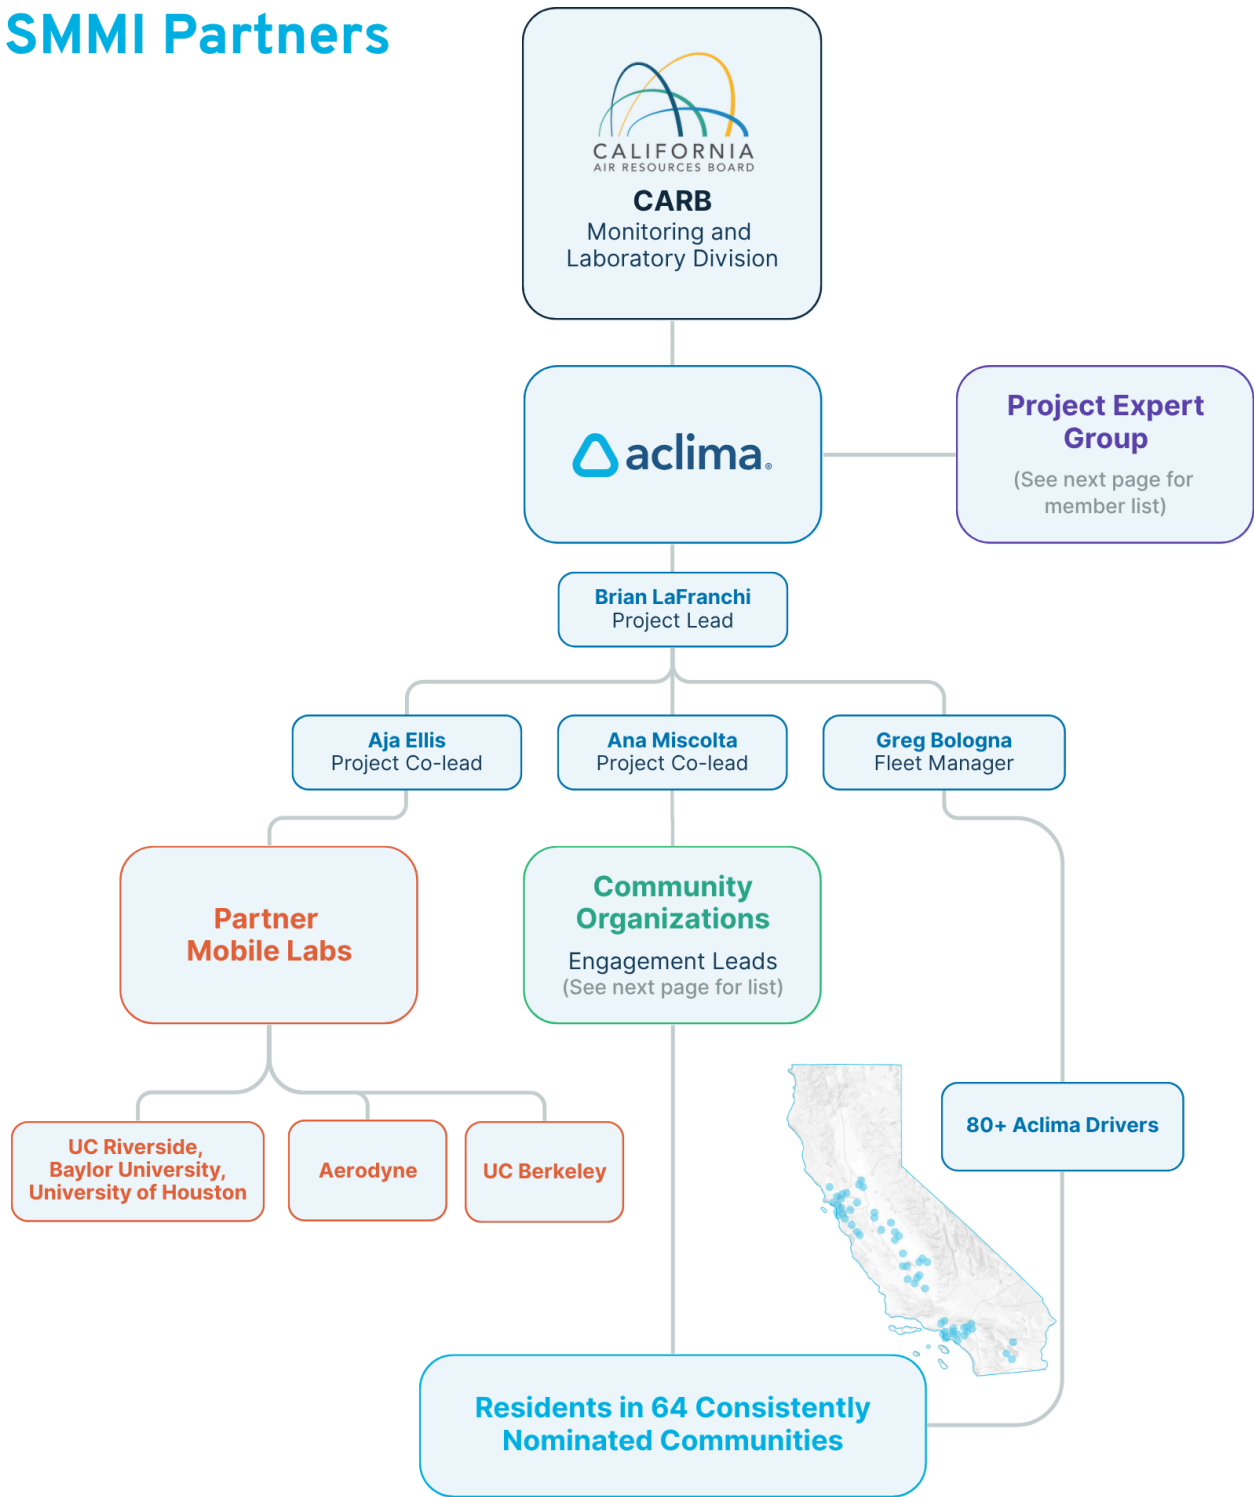 SMMI Partners
CALIFORNIA
AIR RESOURCES BOARD
CARB
Monitoring and
Laboratory Division
aclima®
Project Expert
Group
(See next page for
member list)
Brian LaFranchi
Project Lead
Aja Ellis
Project Co-lead
Ana Miscolta
Project Co-lead
Greg Bologna
Fleet Manager
Partner
Mobile Labs
Community
Organizations
Engagement Leads
(See next page for list)
UC Riverside,
Baylor University,
University of Houston
Aerodyne
UC Berkeley
80+ Aclima Drivers
Residents in 64 Consistently
Nominated Communities